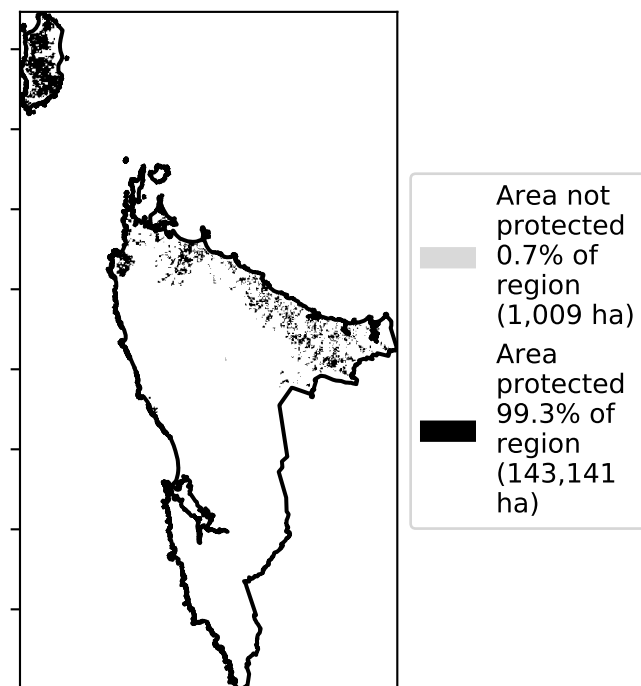 Area not
protected
0.7% of
region
(1,009 ha)
Area
protected
99.3% of
region
(143,141
ha)